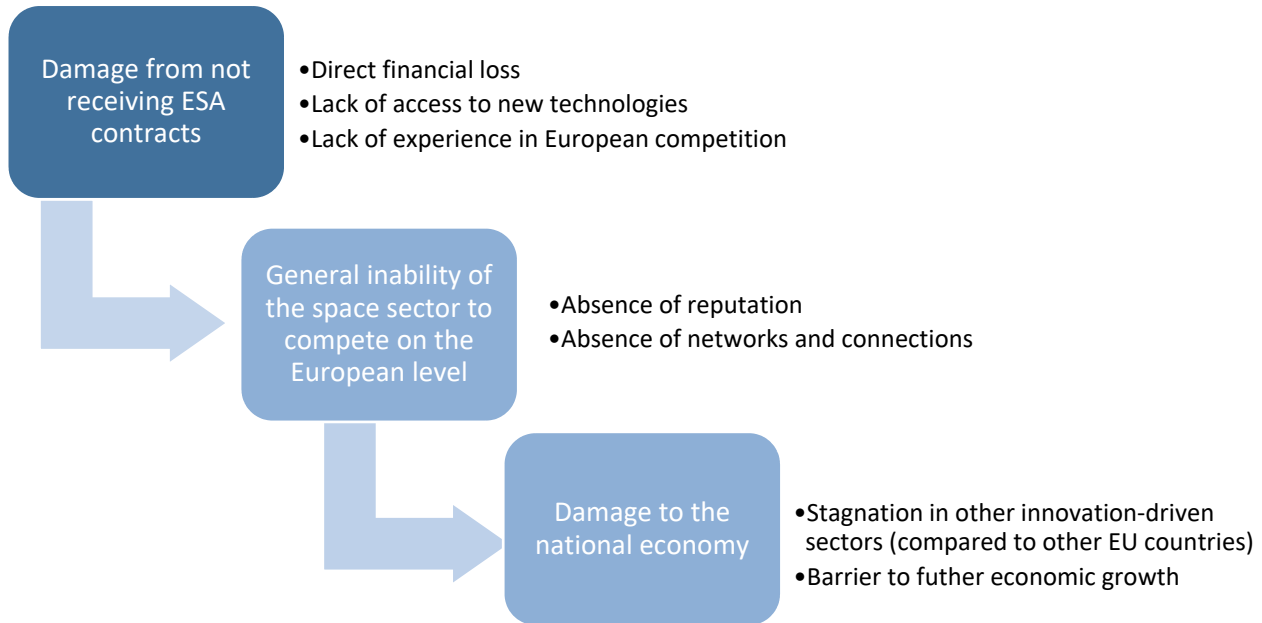 Damage from not
receiving ESA
contracts
•Direct financial loss
•Lack of access to new technologies
•Lack of experience in European competition
General inability of
the space sector to
compete on the
European level
•Absence of reputation
•Absence of networks and connections
Damage to the
national economy
•Stagnation in other innovation-driven
sectors (compared to other EU countries)
•Barrier to futher economic growth